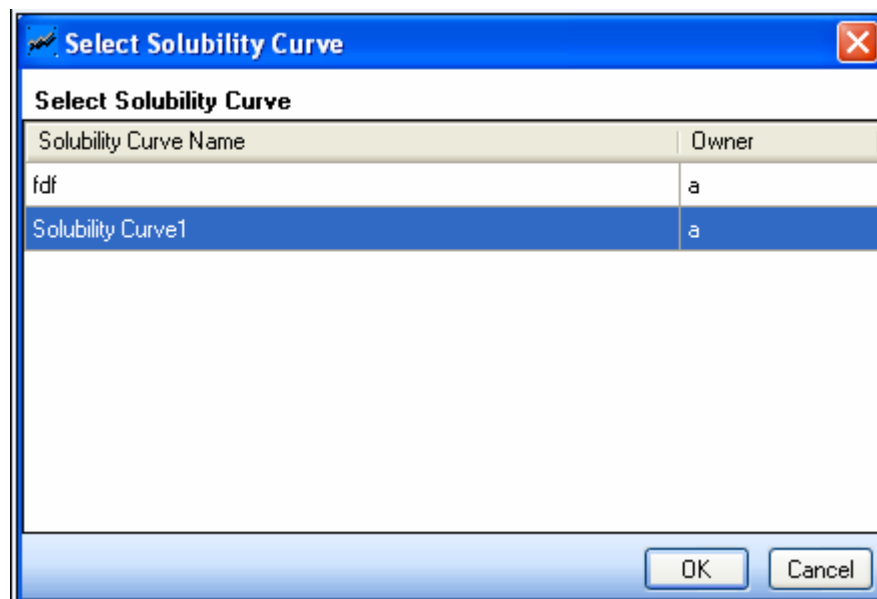 Select Solubility Curve
Select Solubility Curve
Solubility Curve Name Owner
fdf a
Solubility Curve1 a
OK Cancel